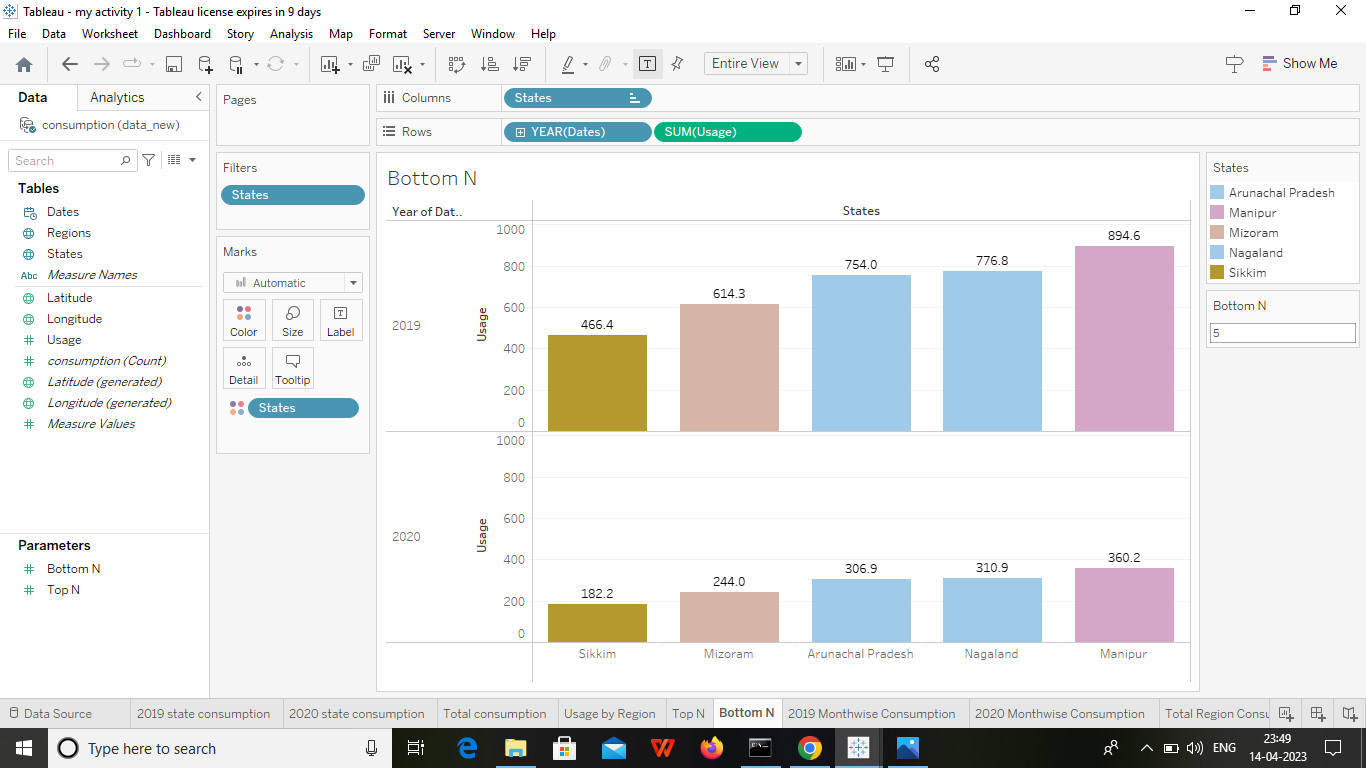 Tableau - my activity 1 - Tableau license expires in 9 days
File Data Worksheet Dashboard Story Analysis Map Format Server Window Help
Entire View
Show Me
Data Analytics
consumption (data_new)
Search
Tables
Dates
Regions
States
Abc Measure Names
Latitude
Longitude
Usage
consumption (Count)
Latitude (generated)
Longitude (generated)
Measure Values
Parameters
Bottom N
Top N
Pages
Filters
States
Marks
Automatic
Color Size Label
Detail Tooltip
States
Columns States
Rows YEAR(Dates) SUM(Usage)
Bottom N
Year of Dat.. States
2019
Usage
1000
800
600
400
200
0
466.4 614.3 754.0 776.8 894.6
2020
Usage
1000
800
600
400
200
0
182.2 244.0 306.9 310.9 360.2
Sikkim Mizoram Arunachal Pradesh Nagaland Manipur
States
Arunachal Pradesh
Manipur
Mizoram
Nagaland
Sikkim
Bottom N
5
Data Source 2019 state consumption 2020 state consumption Total consumption Usage by Region Top N Bottom N 2019 Monthwise Consumption 2020 Monthwise Consumption Total Region Consu
Type here to search
ENG
23:49
14-04-2023